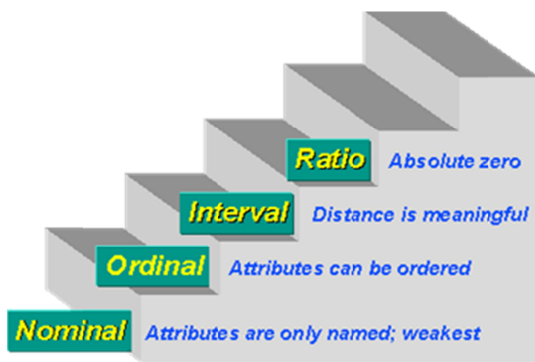 Ratio Absolute zero
Interval Distance is meaningful
Ordinal Attributes can be ordered
Nominal Attributes are only named; weakest